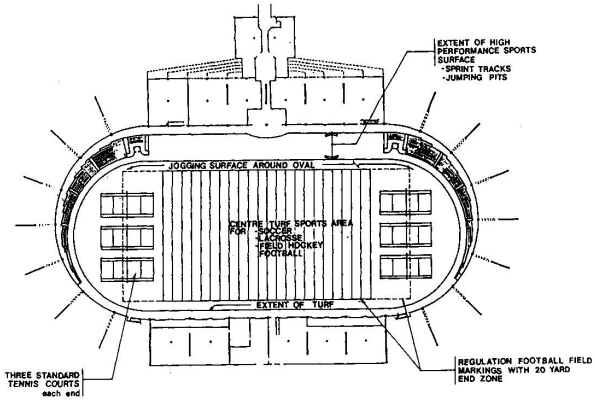 EXTENT OF HIGH
PERFORMANCE SPORTS
SURFACE
-SPRINT TRACKS
-JUMPING PITS
JOGGING SURFACE AROUND OVAL
CENTRE TURF SPORTS AREA
FOR -SOCCER
-LACROSSE
-FIELD HOCKEY
FOOTBALL
EXTENT OF TURF
THREE STANDARD
TENNIS COURTS
each end
REGULATION FOOTBALL FIELD
MARKINGS WITH 20 YARD
END ZONE